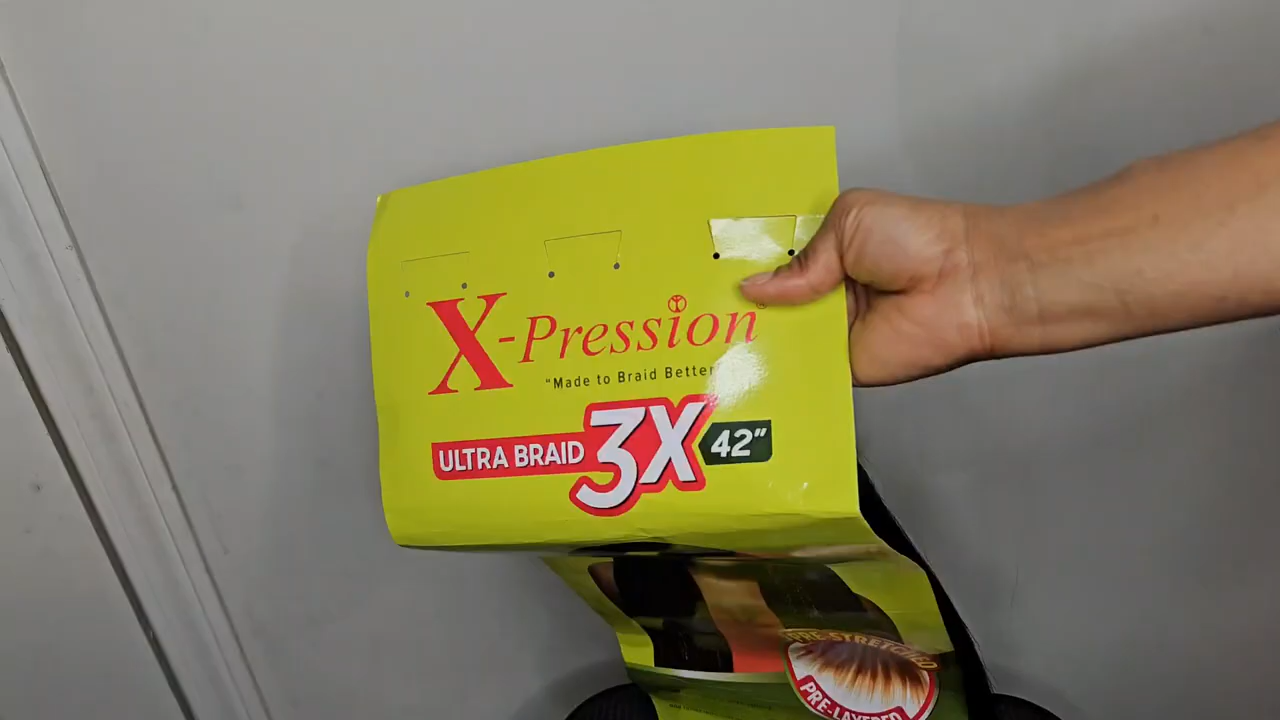 X-Pression®
"Made to Braid Better
ULTRA BRAID 3X 42"
PRE-STRETCHED
PRE-LAYERED